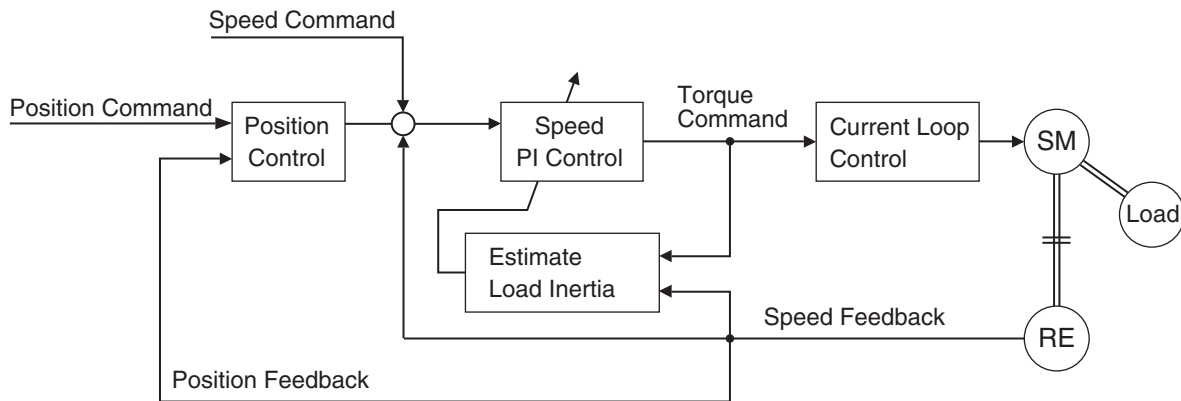 Speed Command
Position Command
Position
Control
Speed
PI Control
Torque
Command
Current Loop
Control
SM
Load
Estimate
Load Inertia
Speed Feedback
RE
Position Feedback